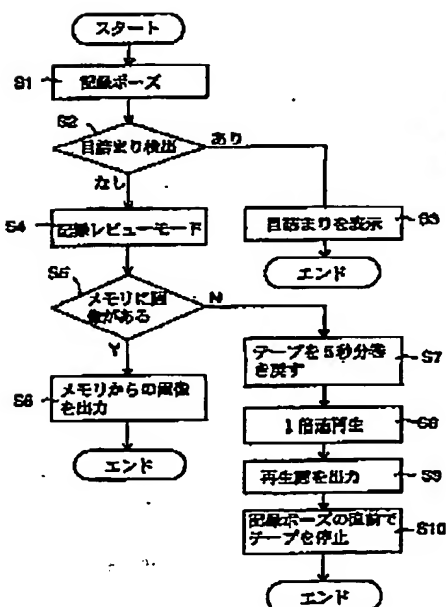 スタート
S1
記録ポーズ
S2
目詰まり検出
あり
なし
S4
記録レビューモード
目詰まりを表示
S3
エンド
S5
メモリに画
像がある
N
Y
S6
メモリからの画像
を出力
エンド
テープを5秒分巻
き戻す
S7
1倍速再生
S8
再生画を出力
S9
記録ポーズの直前で
テープを停止
S10
エンド